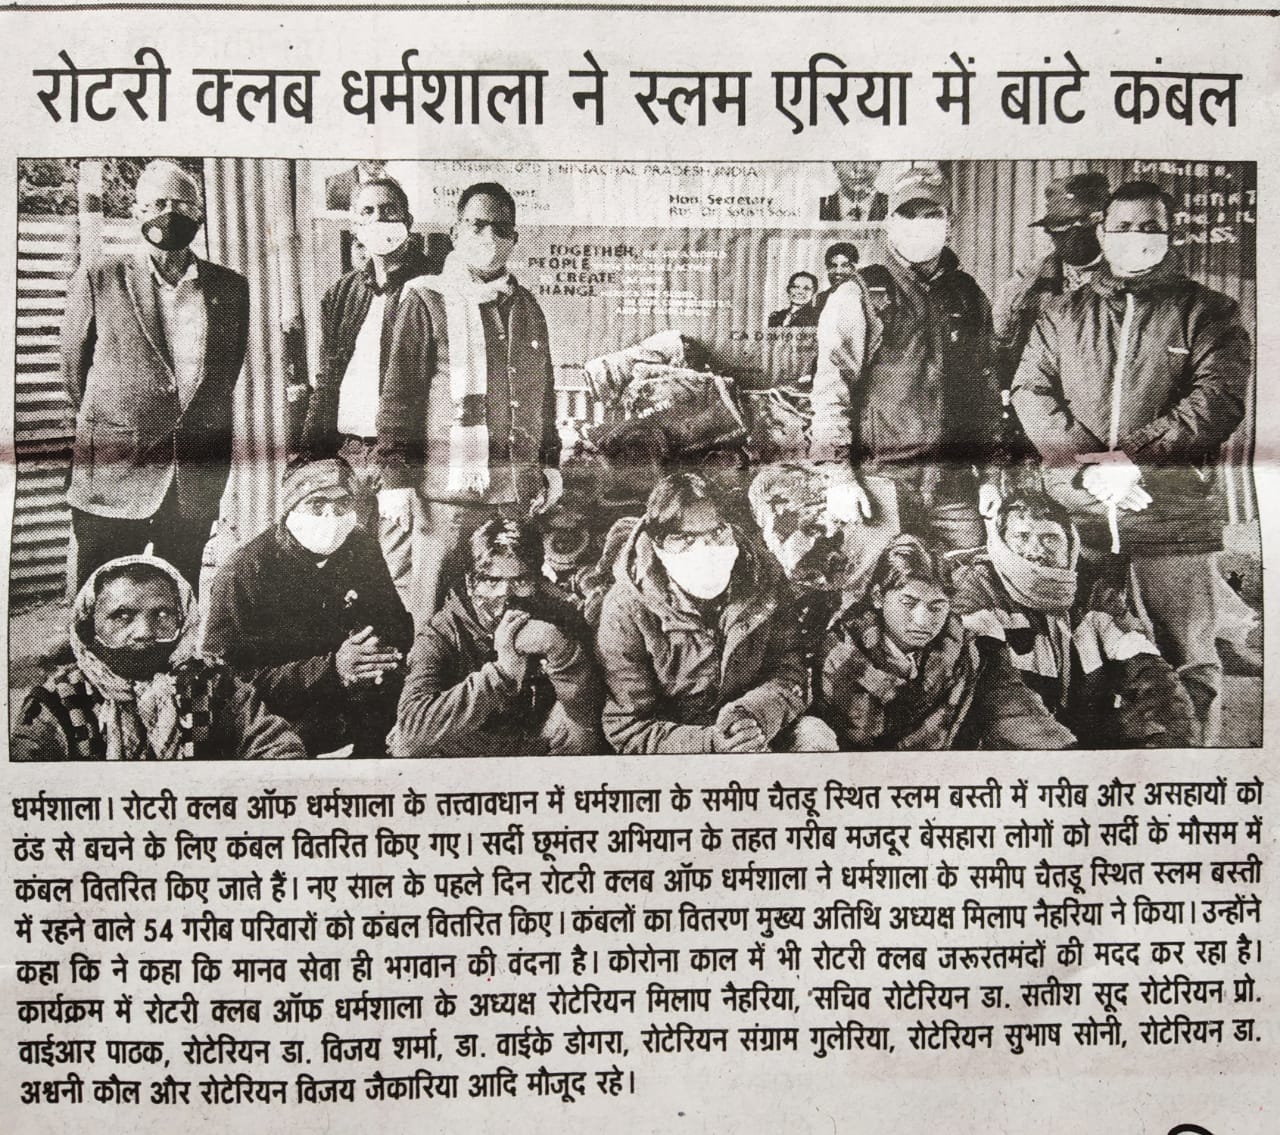 रोटरी क्लब धर्मशाला ने स्लम एरिया में बांटे कंबल
HIMACHAL PRADESH, INDIA
Hon. Secretary
TOGETHER,
PEOPLE
CREATE
HANGE
धर्मशाला। रोटरी क्लब ऑफ धर्मशाला के तत्त्वावधान में धर्मशाला के समीप चैतडू स्थित स्लम बस्ती में गरीब और असहायों को
ठंड से बचने के लिए कंबल वितरित किए गए। सर्दी छूमंतर अभियान के तहत गरीब मजदूर बेसहारा लोगों को सर्दी के मौसम में
कंबल वितरित किए जाते हैं। नए साल के पहले दिन रोटरी क्लब ऑफ धर्मशाला ने धर्मशाला के समीप चैतडू स्थित स्लम बस्ती
में रहने वाले 54 गरीब परिवारों को कंबल वितरित किए। कंबलों का वितरण मुख्य अतिथि अध्यक्ष मिलाप नैहरिया ने किया। उन्होंने
कहा कि ने कहा कि मानव सेवा ही भगवान की वंदना है। कोरोना काल में भी रोटरी क्लब जरूरतमंदों की मदद कर रहा है।
कार्यक्रम में रोटरी क्लब ऑफ धर्मशाला के अध्यक्ष रोटेरियन मिलाप नैहरिया, सचिव रोटेरियन डा. सतीश सूद रोटेरियन प्रो.
वाईआर पाठक, रोटेरियन डा. विजय शर्मा, डा. वाईके डोगरा, रोटेरियन संग्राम गुलेरिया, रोटेरियन सुभाष सोनी, रोटेरियन डा.
अश्वनी कौल और रोटेरियन विजय जैकारिया आदि मौजूद रहे।